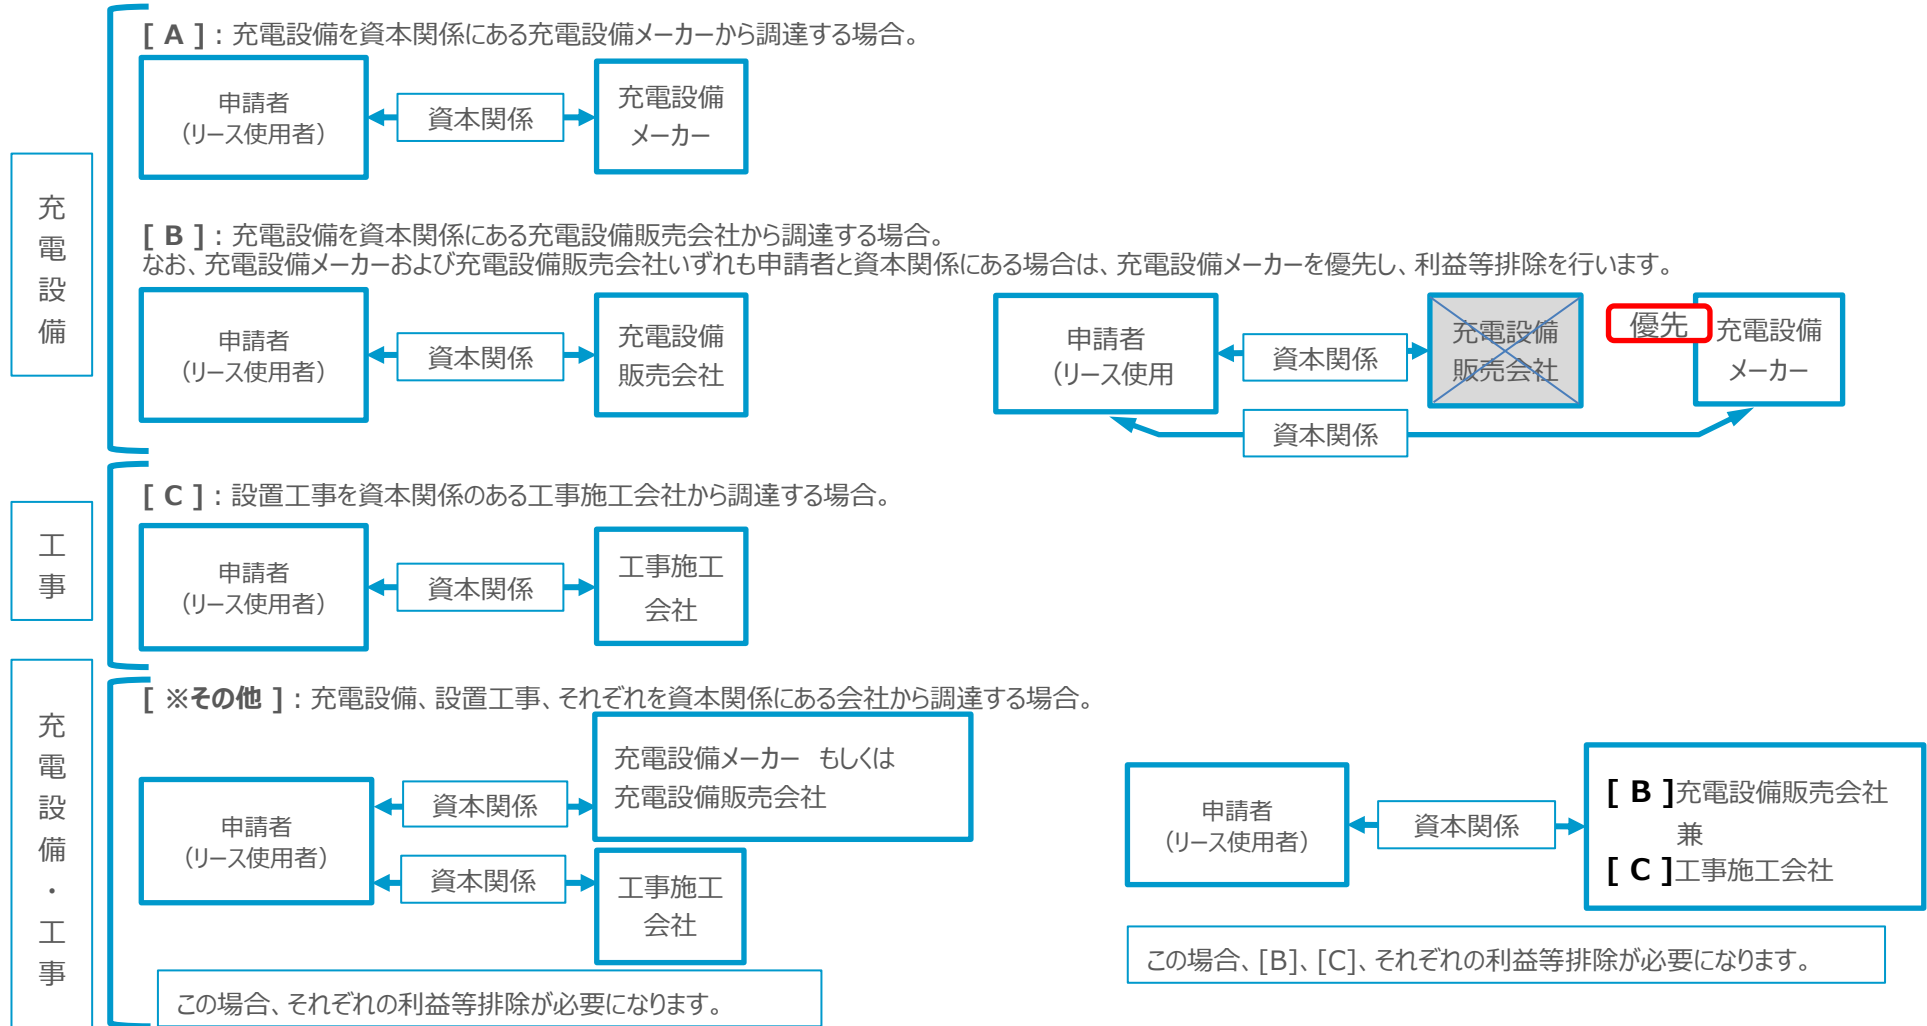 [ A ]：充電設備を資本関係にある充電設備メーカーから調達する場合。
申請者
（リース使用者）
資本関係
充電設備
メーカー
充電設備
[ B ]：充電設備を資本関係にある充電設備販売会社から調達する場合。
なお、充電設備メーカーおよび充電設備販売会社いずれも申請者と資本関係にある場合は、充電設備メーカーを優先し、利益等排除を行います。
申請者
（リース使用者）
資本関係
充電設備
販売会社
申請者
（リース使用
資本関係
充電設備
販売会社
優先
充電設備
メーカー
資本関係
工事
[ C ]：設置工事を資本関係のある工事施工会社から調達する場合。
申請者
（リース使用者）
資本関係
工事施工
会社
充電設備・工事
[ ※その他 ]：充電設備、設置工事、それぞれを資本関係にある会社から調達する場合。
申請者
（リース使用者）
資本関係
充電設備メーカー　もしくは
充電設備販売会社
資本関係
工事施工
会社
この場合、それぞれの利益等排除が必要になります。
申請者
（リース使用者）
資本関係
[ B ]充電設備販売会社
兼
[ C ]工事施工会社
この場合、[B]、[C]、それぞれの利益等排除が必要になります。